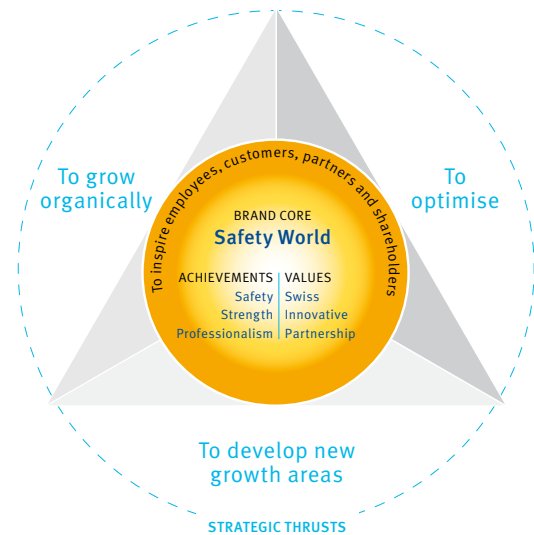 To inspire employees, customers, partners and shareholders
To grow
organically
To
optimise
BRAND CORE
Safety World
ACHIEVEMENTS
VALUES
Safety
Swiss
Strength
Innovative
Professionalism
Partnership
To develop new
growth areas
STRATEGIC THRUSTS